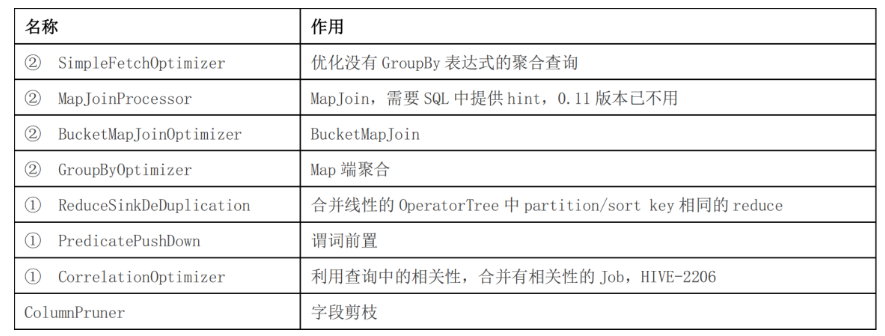 名称 作用
② SimpleFetchOptimizer 优化没有 GroupBy 表达式的聚合查询
② MapJoinProcessor MapJoin，需要 SQL 中提供 hint，0.11 版本已不用
② BucketMapJoinOptimizer BucketMapJoin
② GroupByOptimizer Map 端聚合
① ReduceSinkDeDuplication 合并线性的 OperatorTree 中 partition/sort key 相同的 reduce
① PredicatePushDown 谓词前置
① CorrelationOptimizer 利用查询中的相关性，合并有相关性的 Job，HIVE-2206
ColumnPruner 字段剪枝